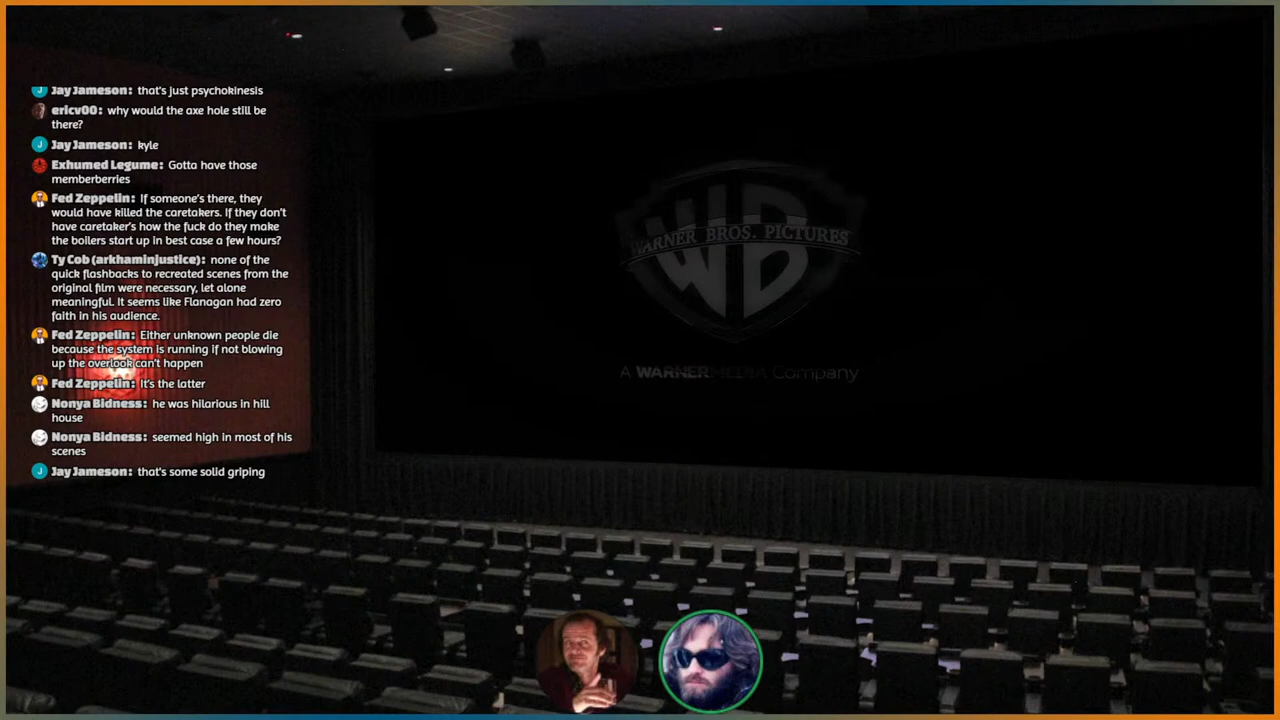 Jay Jameson: that's just psychokinesis
ericv00: why would the axe hole still be
there?
Jay Jameson: kyle
Exhumed Legume: Gotta have those
memberberries
Fed Zeppelin: If someone's there, they
would have killed the caretakers. If they don't
have caretaker's how the fuck do they make
the boilers start up in best case a few hours?
Ty Cob (arkhaminjustice): none of the
quick flashbacks to recreated scenes from the
original film were necessary, let alone
meaningful. It seems like Flanagan had zero
faith in his audience.
Fed Zeppelin: Either unknown people die
because the system is running if not blowing
up the overlook can't happen
Fed Zeppelin: It's the latter
Nonya Bidness: he was hilarious in hill
house
Nonya Bidness: seemed high in most of his
scenes
Jay Jameson: that's some solid griping
WB
WARNER BROS. PICTURES
A WARNERMEDIA Company